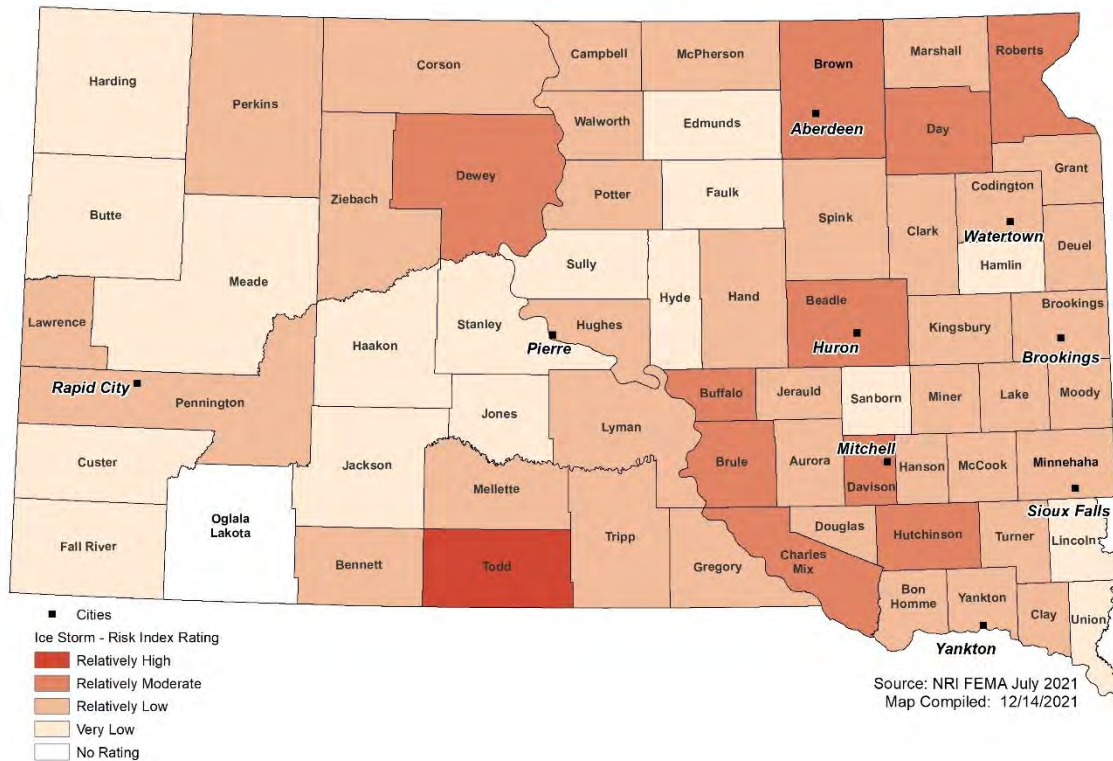 Harding
Perkins
Corson
Campbell
McPherson
Brown
Marshall
Roberts
Aberdeen
Walworth
Edmunds
Day
Dewey
Ziebach
Butte
Potter
Faulk
Codington
Grant
Spink
Clark
Watertown
Deuel
Hamlin
Meade
Sully
Hyde
Hand
Beadle
Brookings
Lawrence
Stanley
Hughes
Kingsbury
Haakon
Pierre
Huron
Brookings
Rapid City
Pennington
Buffalo
Jerauld
Sanborn
Miner
Lake
Moody
Jones
Lyman
Custer
Jackson
Brule
Aurora
Mitchell
Hanson
McCook
Minnehaha
Davison
Mellette
Sioux Falls
Oglala
Lakota
Douglas
Fall River
Bennett
Todd
Tripp
Gregory
Charles
Mix
Hutchinson
Turner
Lincoln
Bon
Homme
Yankton
Clay
Union
Yankton
Cities
Ice Storm - Risk Index Rating
Relatively High
Relatively Moderate
Relatively Low
Very Low
No Rating
Source: NRI FEMA July 2021
Map Compiled: 12/14/2021